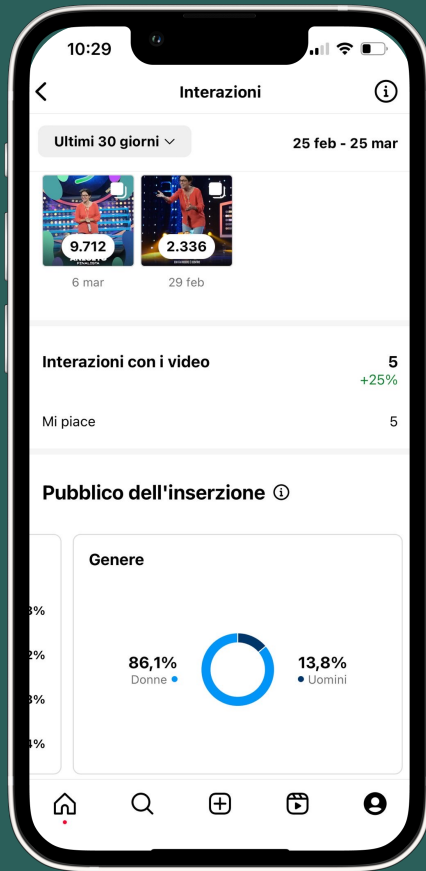 10:29
Interazioni
Ultimi 30 giorni
25 feb - 25 mar
9.712
2.336
FINALISTA
6 mar
29 feb
Interazioni con i video
5
+25%
Mi piace
5
Pubblico dell'inserzione
Genere
86,1%
Donne
13,8%
Uomini